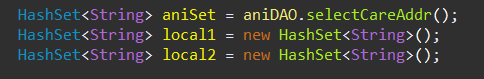 HashSet<String> aniSet = aniDAO.selectCareAddr();
HashSet<String> local1 = new HashSet<String>();
HashSet<String> local2 = new HashSet<String>();